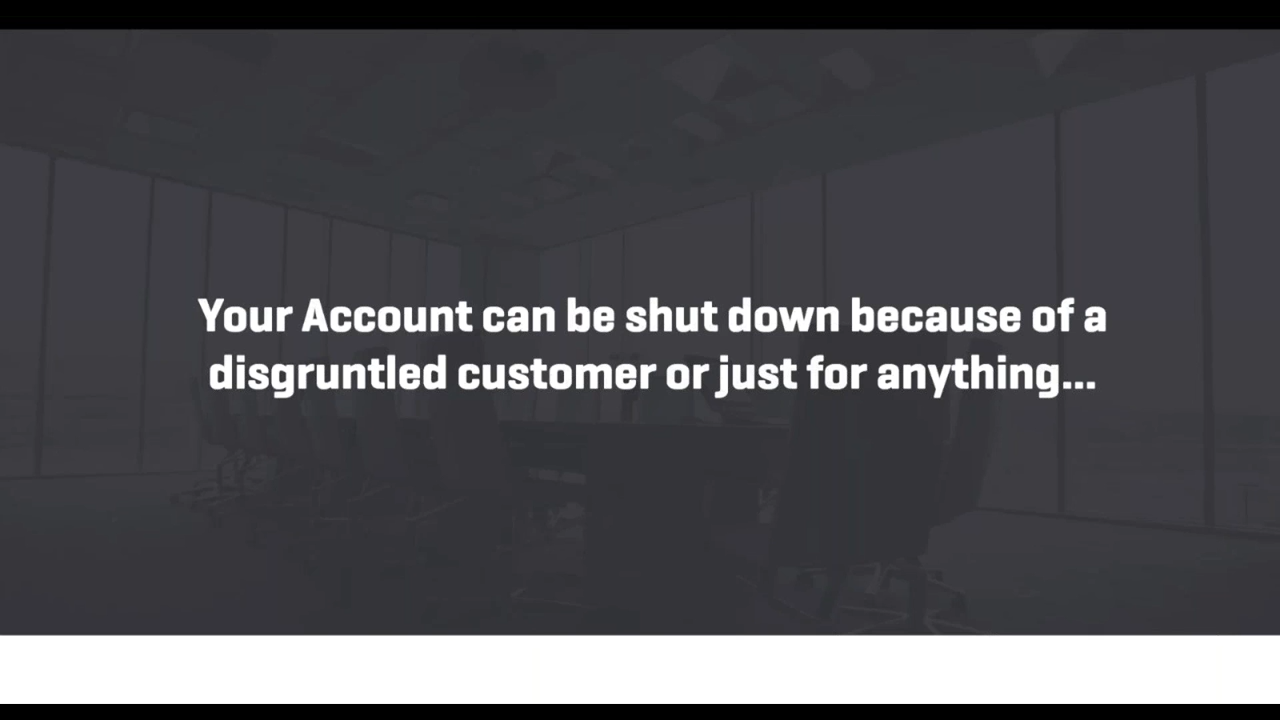 Your Account can be shut down because of a
disgruntled customer or just for anything...